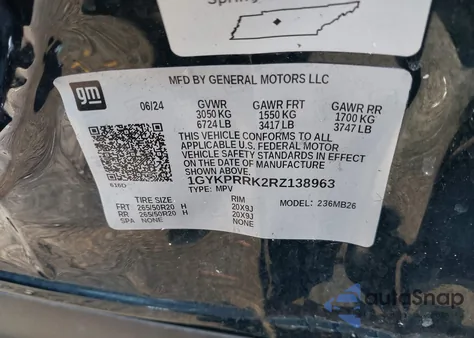 Spring
gm
MFD BY GENERAL MOTORS LLC
06/24 GVWR GAWR FRT GAWR RR
3050 KG 1550 KG 1700 KG
6724 LB 3417 LB 3747 LB
THIS VEHICLE CONFORMS TO ALL
APPLICABLE U.S. FEDERAL MOTOR
VEHICLE SAFETY STANDARDS IN EFFECT
ON THE DATE OF MANUFACTURE
SHOWN ABOVE.
1GYKPRRK2RZ138963
TYPE: MPV
TIRE SIZE RIM MODEL: 236MB26
FRT 265/50R20 H 20X9J
RR 265/50R20 H 20X9J
SPA NONE NONE
AutoSnap